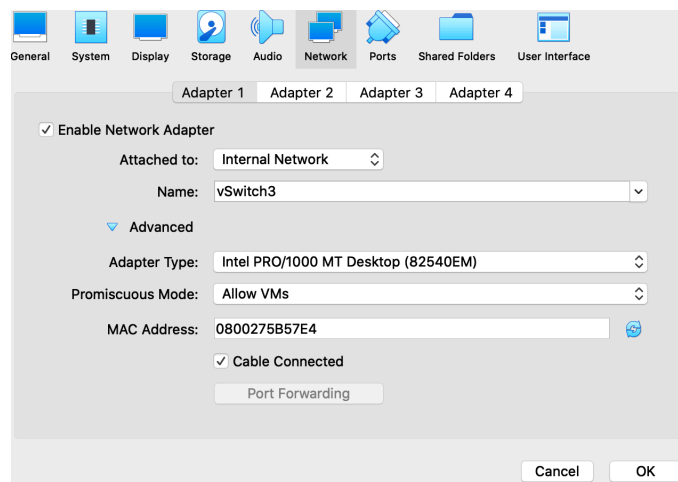 General System Display Storage Audio Network Ports Shared Folders User Interface
Adapter 1 Adapter 2 Adapter 3 Adapter 4
Enable Network Adapter
Attached to: Internal Network
Name: vSwitch3
Advanced
Adapter Type: Intel PRO/1000 MT Desktop (82540EM)
Promiscuous Mode: Allow VMs
MAC Address: 0800275B57E4
Cable Connected
Port Forwarding
Cancel OK